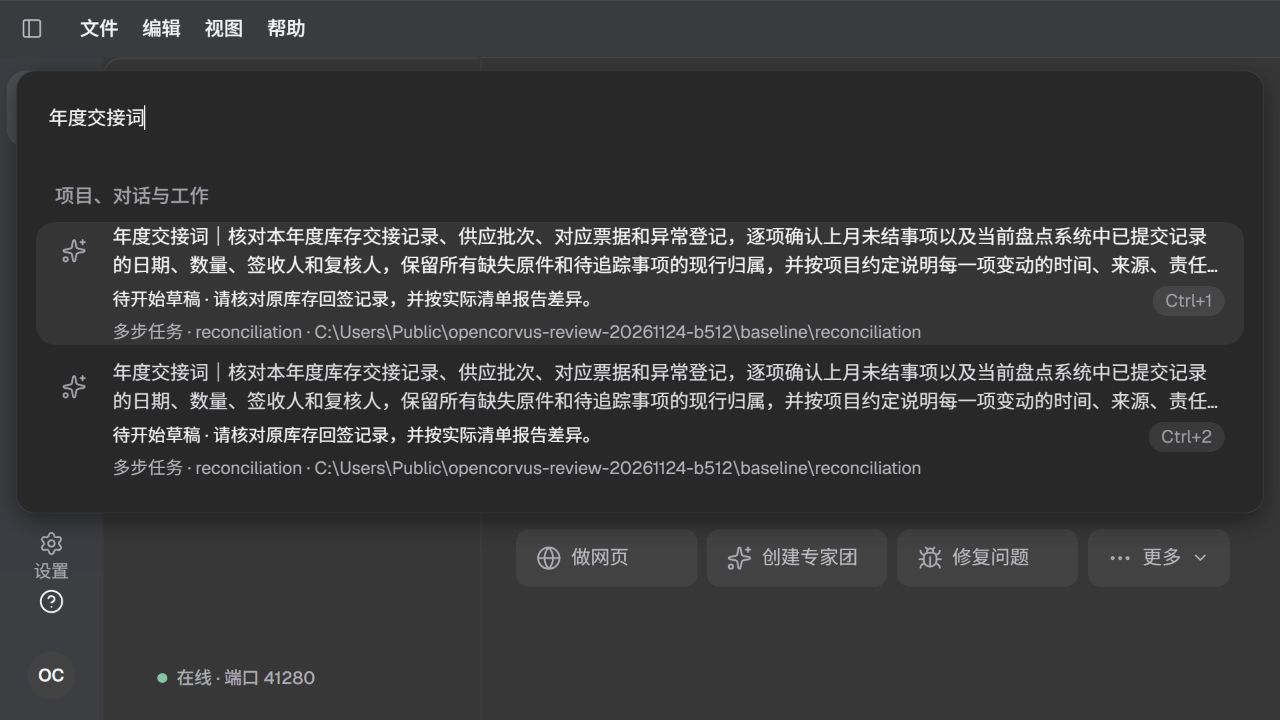 文件 编辑 视图 帮助
年度交接词
项目、对话与工作
年度交接词｜核对本年度库存交接记录、供应批次、对应票据和异常登记，逐项确认上月未结事项以及当前盘点系统中已提交记录
的日期、数量、签收人和复核人，保留所有缺失原件和待追踪事项的现行归属，并按项目约定说明每一项变动的时间、来源、责任...
待开始草稿 · 请核对原库存回签记录，并按实际清单报告差异。
Ctrl+1
多步任务 · reconciliation · C:\Users\Public\opencorvus-review-20261124-b512\baseline\reconciliation
年度交接词｜核对本年度库存交接记录、供应批次、对应票据和异常登记，逐项确认上月未结事项以及当前盘点系统中已提交记录
的日期、数量、签收人和复核人，保留所有缺失原件和待追踪事项的现行归属，并按项目约定说明每一项变动的时间、来源、责任...
待开始草稿 · 请核对原库存回签记录，并按实际清单报告差异。
Ctrl+2
多步任务 · reconciliation · C:\Users\Public\opencorvus-review-20261124-b512\baseline\reconciliation
做网页 创建专家团 修复问题 更多
设置
OC
在线 · 端口 41280